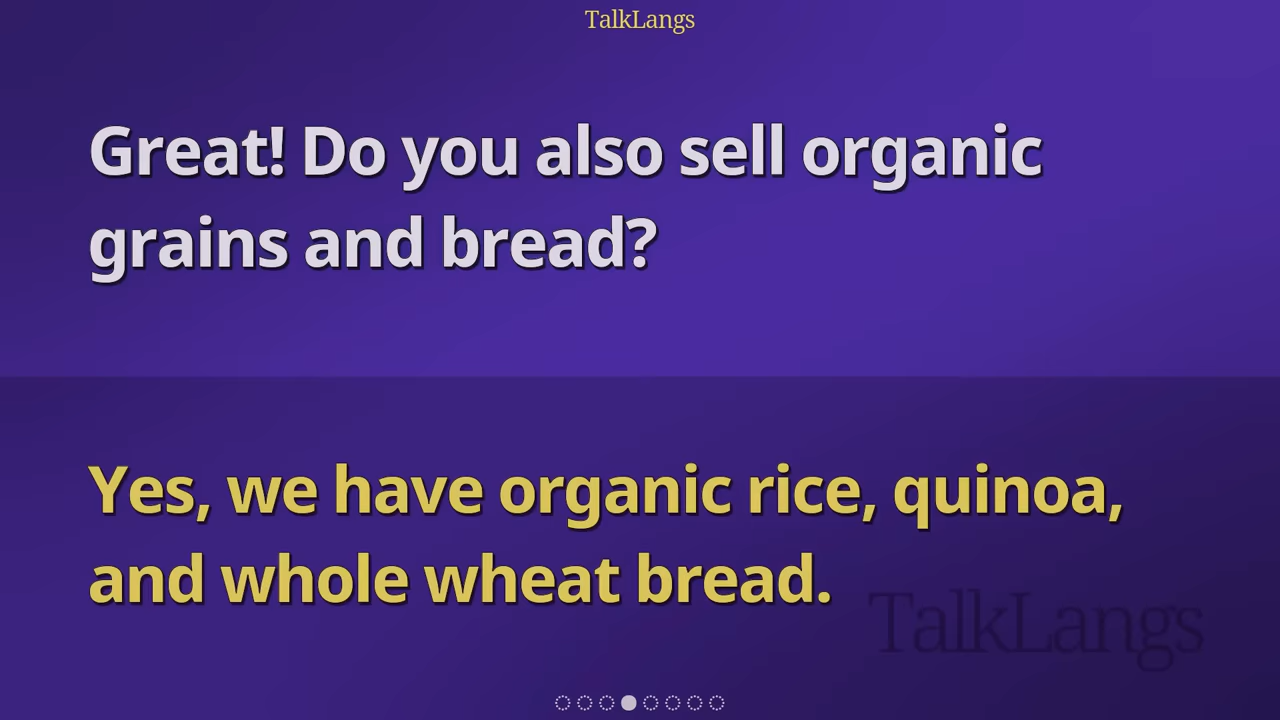 TalkLangs
Great! Do you also sell organic
grains and bread?
Yes, we have organic rice, quinoa,
and whole wheat bread.
TalkLangs